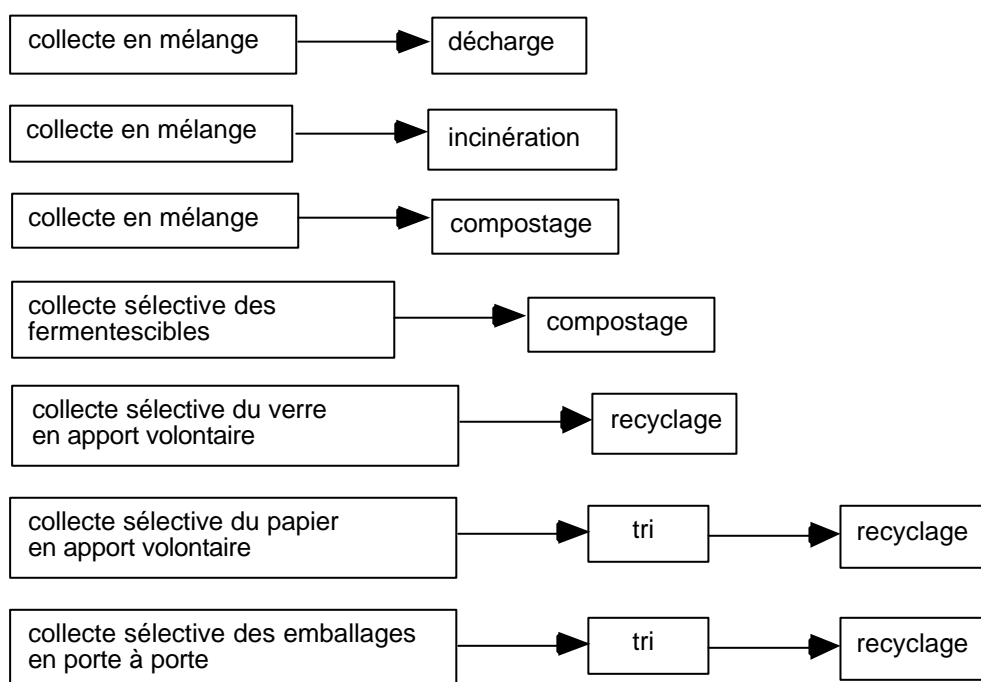 collecte en mélange décharge
collecte en mélange incinération
collecte en mélange compostage
collecte sélective des
fermentescibles
compostage
collecte sélective du verre
en apport volontaire
recyclage
collecte sélective du papier
en apport volontaire
tri recyclage
collecte sélective des emballages
en porte à porte
tri recyclage